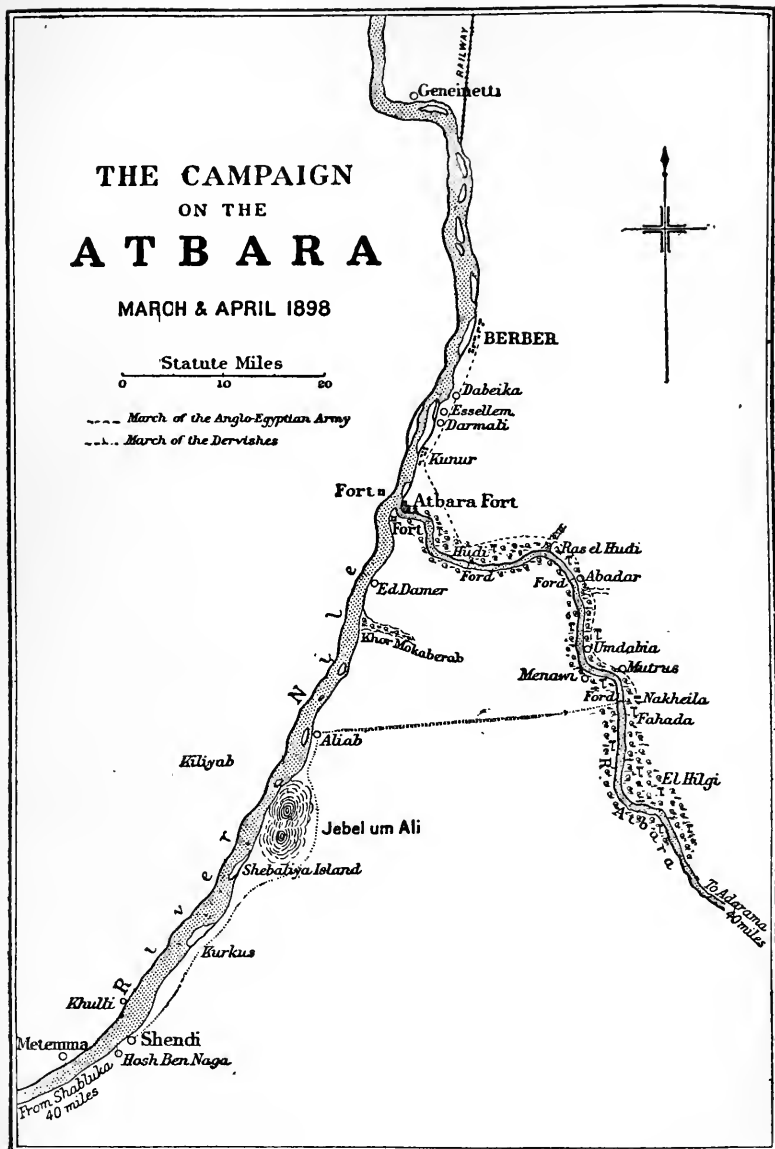 RAILWAY
Geneinetti
THE CAMPAIGN
ON THE
ATBARA
MARCH & APRIL 1898
Statute Miles
0 10 20
March of the Anglo-Egyptian Army
March of the Dervishes
BERBER
Dabeika
Essellem
Darmali
Kunur
Fort
Atbara Fort
Fort
Hudi
Ford
Ras el Hudi
Ford
Abadar
Ed Damer
Khor Mokaberab
Umdabia
Menawi
Mutrus
Ford
Nakheila
Fahada
Aliab
Kiliyab
El Hilgi
R. Atbara
Jebel um Ali
Shebaliya Island
To Adarama
40 miles
River Nile
Kurkus
Khulli
Metemma
Shendi
Hosh Ben Naga
From Shabluka
40 miles